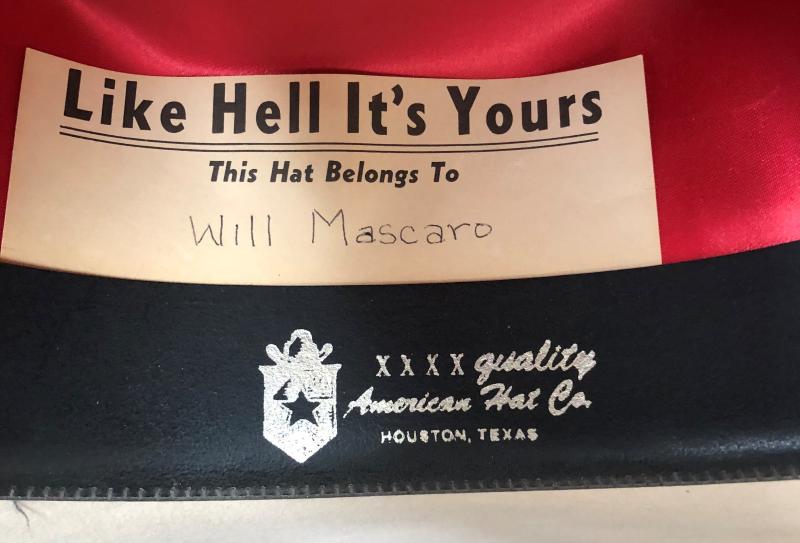 Like Hell It's Yours
This Hat Belongs To
Will Mascaro
XXXX quality
American Hat Co.
HOUSTON, TEXAS